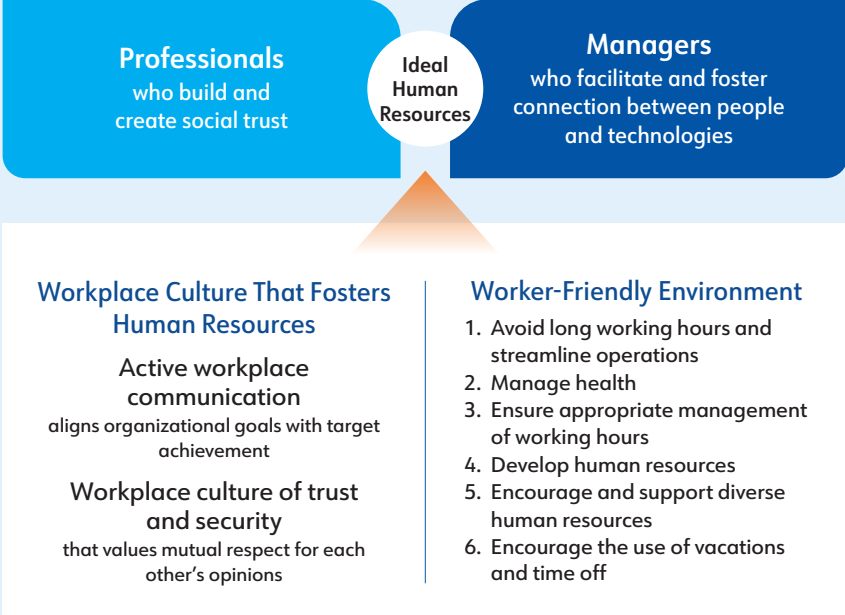 Professionals
who build and
create social trust
Ideal
Human
Resources
Managers
who facilitate and foster
connection between people
and technologies
Workplace Culture That Fosters
Human Resources
Active workplace
communication
aligns organizational goals with target
achievement
Workplace culture of trust
and security
that values mutual respect for each
other’s opinions
Worker-Friendly Environment
1. Avoid long working hours and
streamline operations
2. Manage health
3. Ensure appropriate management
of working hours
4. Develop human resources
5. Encourage and support diverse
human resources
6. Encourage the use of vacations
and time off